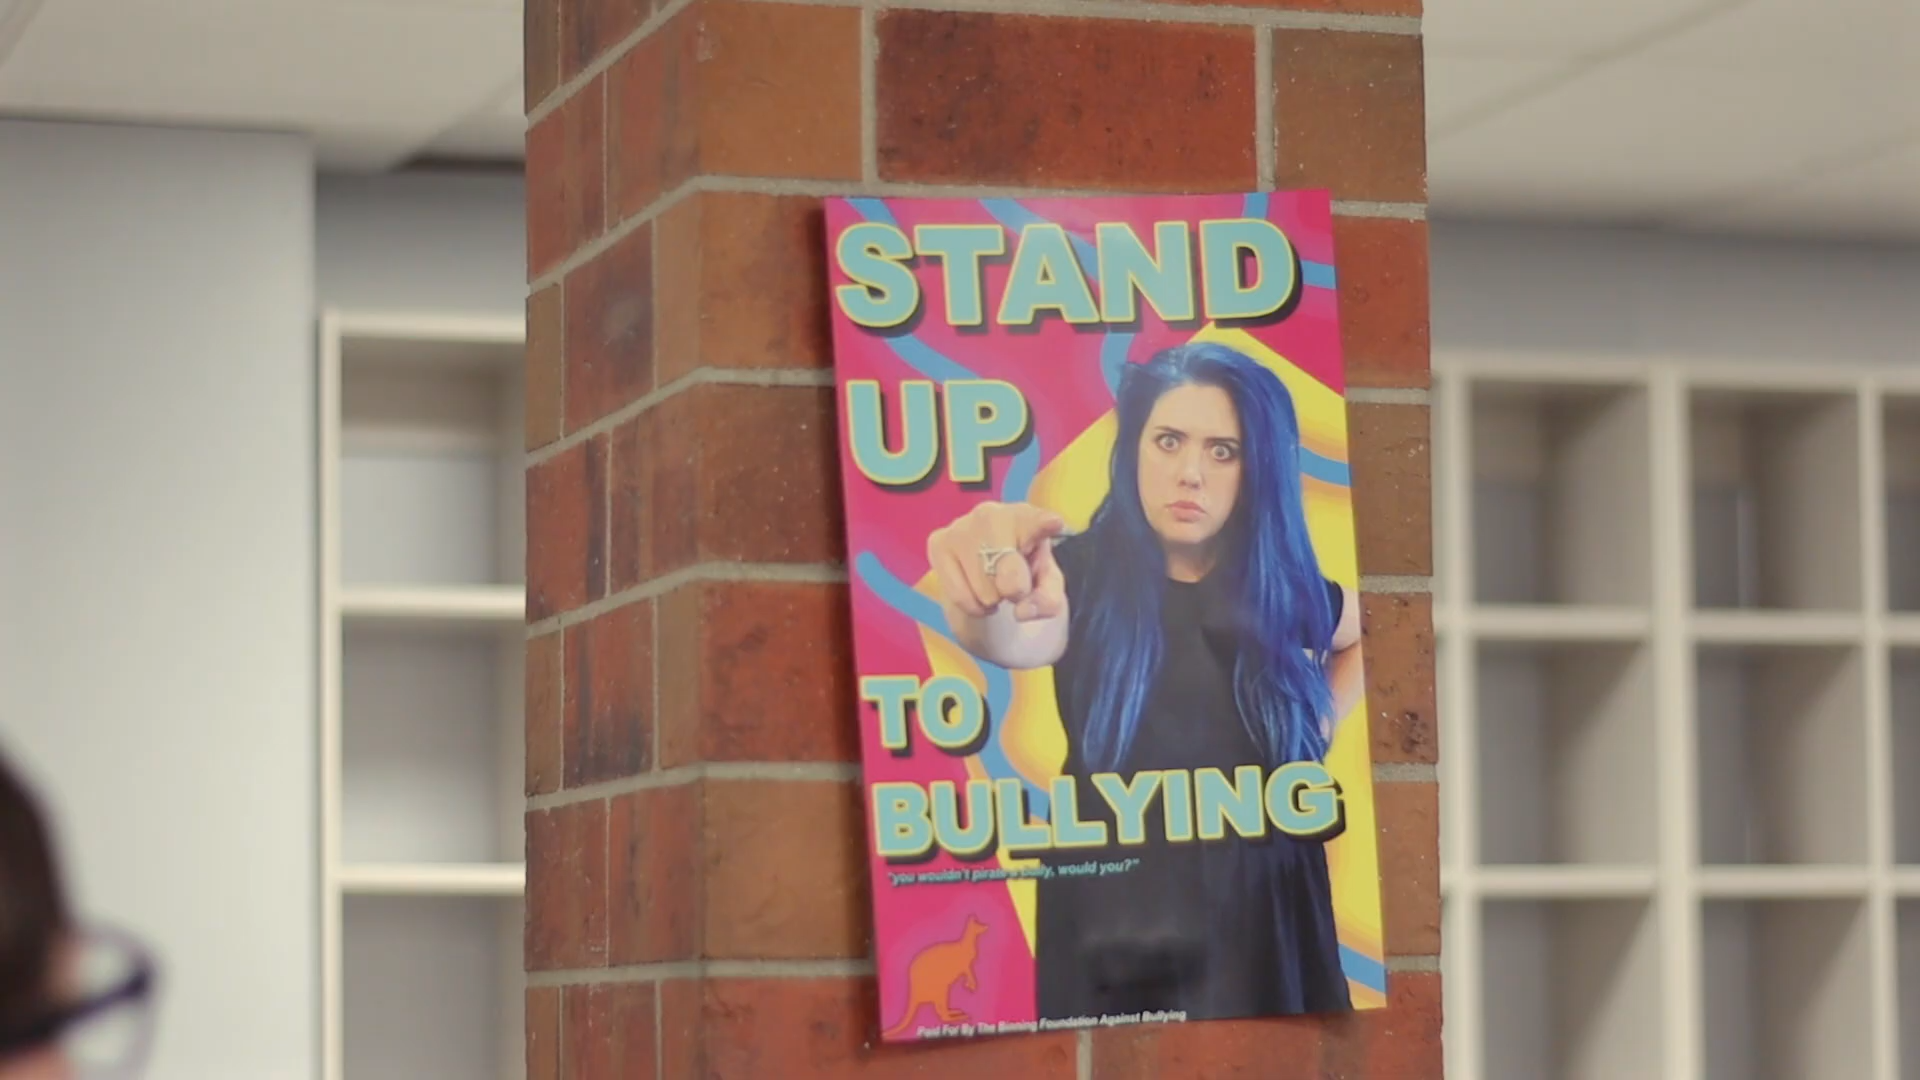 STAND
UP
TO
BULLYING
"you wouldn't pirate a bully, would you?"
Paid For By The Binning Foundation Against Bullying